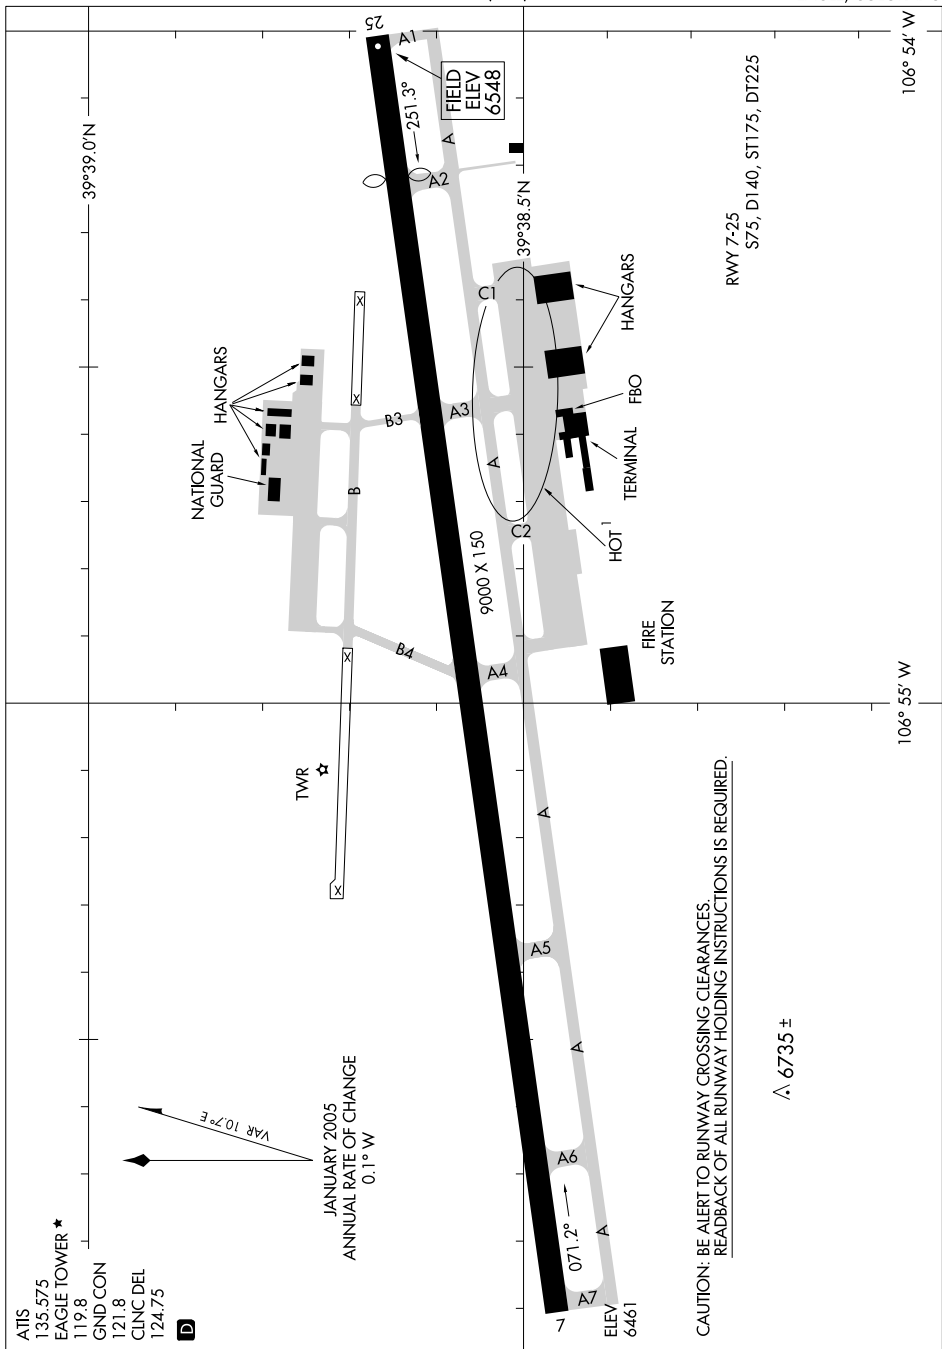 ATIS
135.575
EAGLE TOWER
119.8
GND CON
121.8
CLNC DEL
124.75
D
VAR 10.7° E
JANUARY 2005
ANNUAL RATE OF CHANGE
0.1° W
39°39.0'N
39°38.5'N
106° 55' W
106° 54' W
TWR
X
X
X
X
NATIONAL
GUARD
HANGARS
B
B3
B4
25
A1
FIELD
ELEV
6548
251.3°
A2
A
A3
A
A4
A
A5
A
A6
A
A7
9000 X 150
C1
C2
HOT 1
HANGARS
FBO
TERMINAL
FIRE
STATION
RWY 7-25
S75, D140, ST175, DT225
071.2°
7
ELEV
6461
CAUTION: BE ALERT TO RUNWAY CROSSING CLEARANCES.
READBACK OF ALL RUNWAY HOLDING INSTRUCTIONS IS REQUIRED.
6735 ±